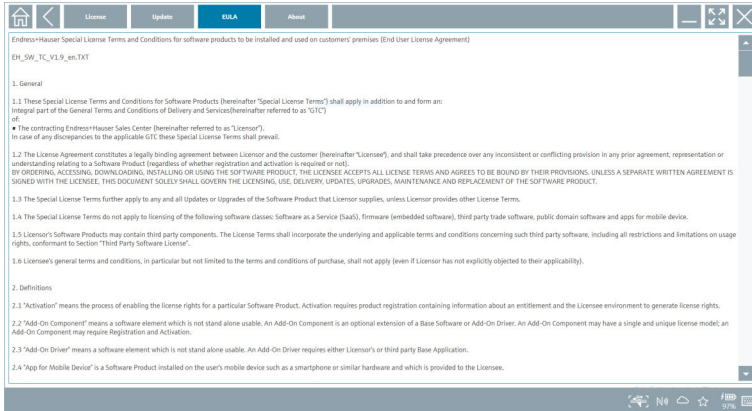 License Update EULA About
Endress+Hauser Special License Terms and Conditions for software products to be installed and used on customers' premises (End User License Agreement)
EH_SW_TC_V1.9_en.TXT
1. General
1.1 These Special License Terms and Conditions for Software Products (hereinafter "Special License Terms") shall apply in addition to and form an:
Integral part of the General Terms and Conditions of Delivery and Services(hereinafter referred to as "GTC")
of:
● The contracting Endress+Hauser Sales Center (hereinafter referred to as "Licensor").
In case of any discrepancies to the applicable GTC these Special License Terms shall prevail.
1.2 The License Agreement constitutes a legally binding agreement between Licensor and the customer (hereinafter "Licensee"), and shall take precedence over any inconsistent or conflicting provision in any prior agreement, representation or
understanding relating to a Software Product (regardless of whether registration and activation is required or not).
BY ORDERING, ACCESSING, DOWNLOADING, INSTALLING OR USING THE SOFTWARE PRODUCT, THE LICENSEE ACCEPTS ALL LICENSE TERMS AND AGREES TO BE BOUND BY THEIR PROVISIONS. UNLESS A SEPARATE WRITTEN AGREEMENT IS
SIGNED WITH THE LICENSEE, THIS DOCUMENT SOLELY SHALL GOVERN THE LICENSING, USE, DELIVERY, UPDATES, UPGRADES, MAINTENANCE AND REPLACEMENT OF THE SOFTWARE PRODUCT.
1.3 The Special License Terms further apply to any and all Updates or Upgrades of the Software Product that Licensor supplies, unless Licensor provides other License Terms.
1.4 The Special License Terms do not apply to licensing of the following software classes: Software as a Service (SaaS), firmware (embedded software), third party trade software, public domain software and apps for mobile device.
1.5 Licensor's Software Products may contain third party components. The License Terms shall incorporate the underlying and applicable terms and conditions concerning such third party software, including all restrictions and limitations on usage
rights, conformant to Section "Third Party Software License".
1.6 Licensee's general terms and conditions, in particular but not limited to the terms and conditions of purchase, shall not apply (even if Licensor has not explicitly objected to their applicability).
2. Definitions
2.1 "Activation" means the process of enabling the license rights for a particular Software Product. Activation requires product registration containing information about an entitlement and the Licensee environment to generate license rights.
2.2 "Add-On Component" means a software element which is not stand alone usable. An Add-On Component is an optional extension of a Base Software or Add-On Driver. An Add-On Component may have a single and unique license model; an
Add-On Component may require Registration and Activation.
2.3 "Add-On Driver" means a software element which is not stand alone usable. An Add-On Driver requires either Licensor's or third party Base Application.
2.4 "App for Mobile Device" is a Software Product installed on the user's mobile device such as a smartphone or similar hardware and which is provided to the Licensee.
97%